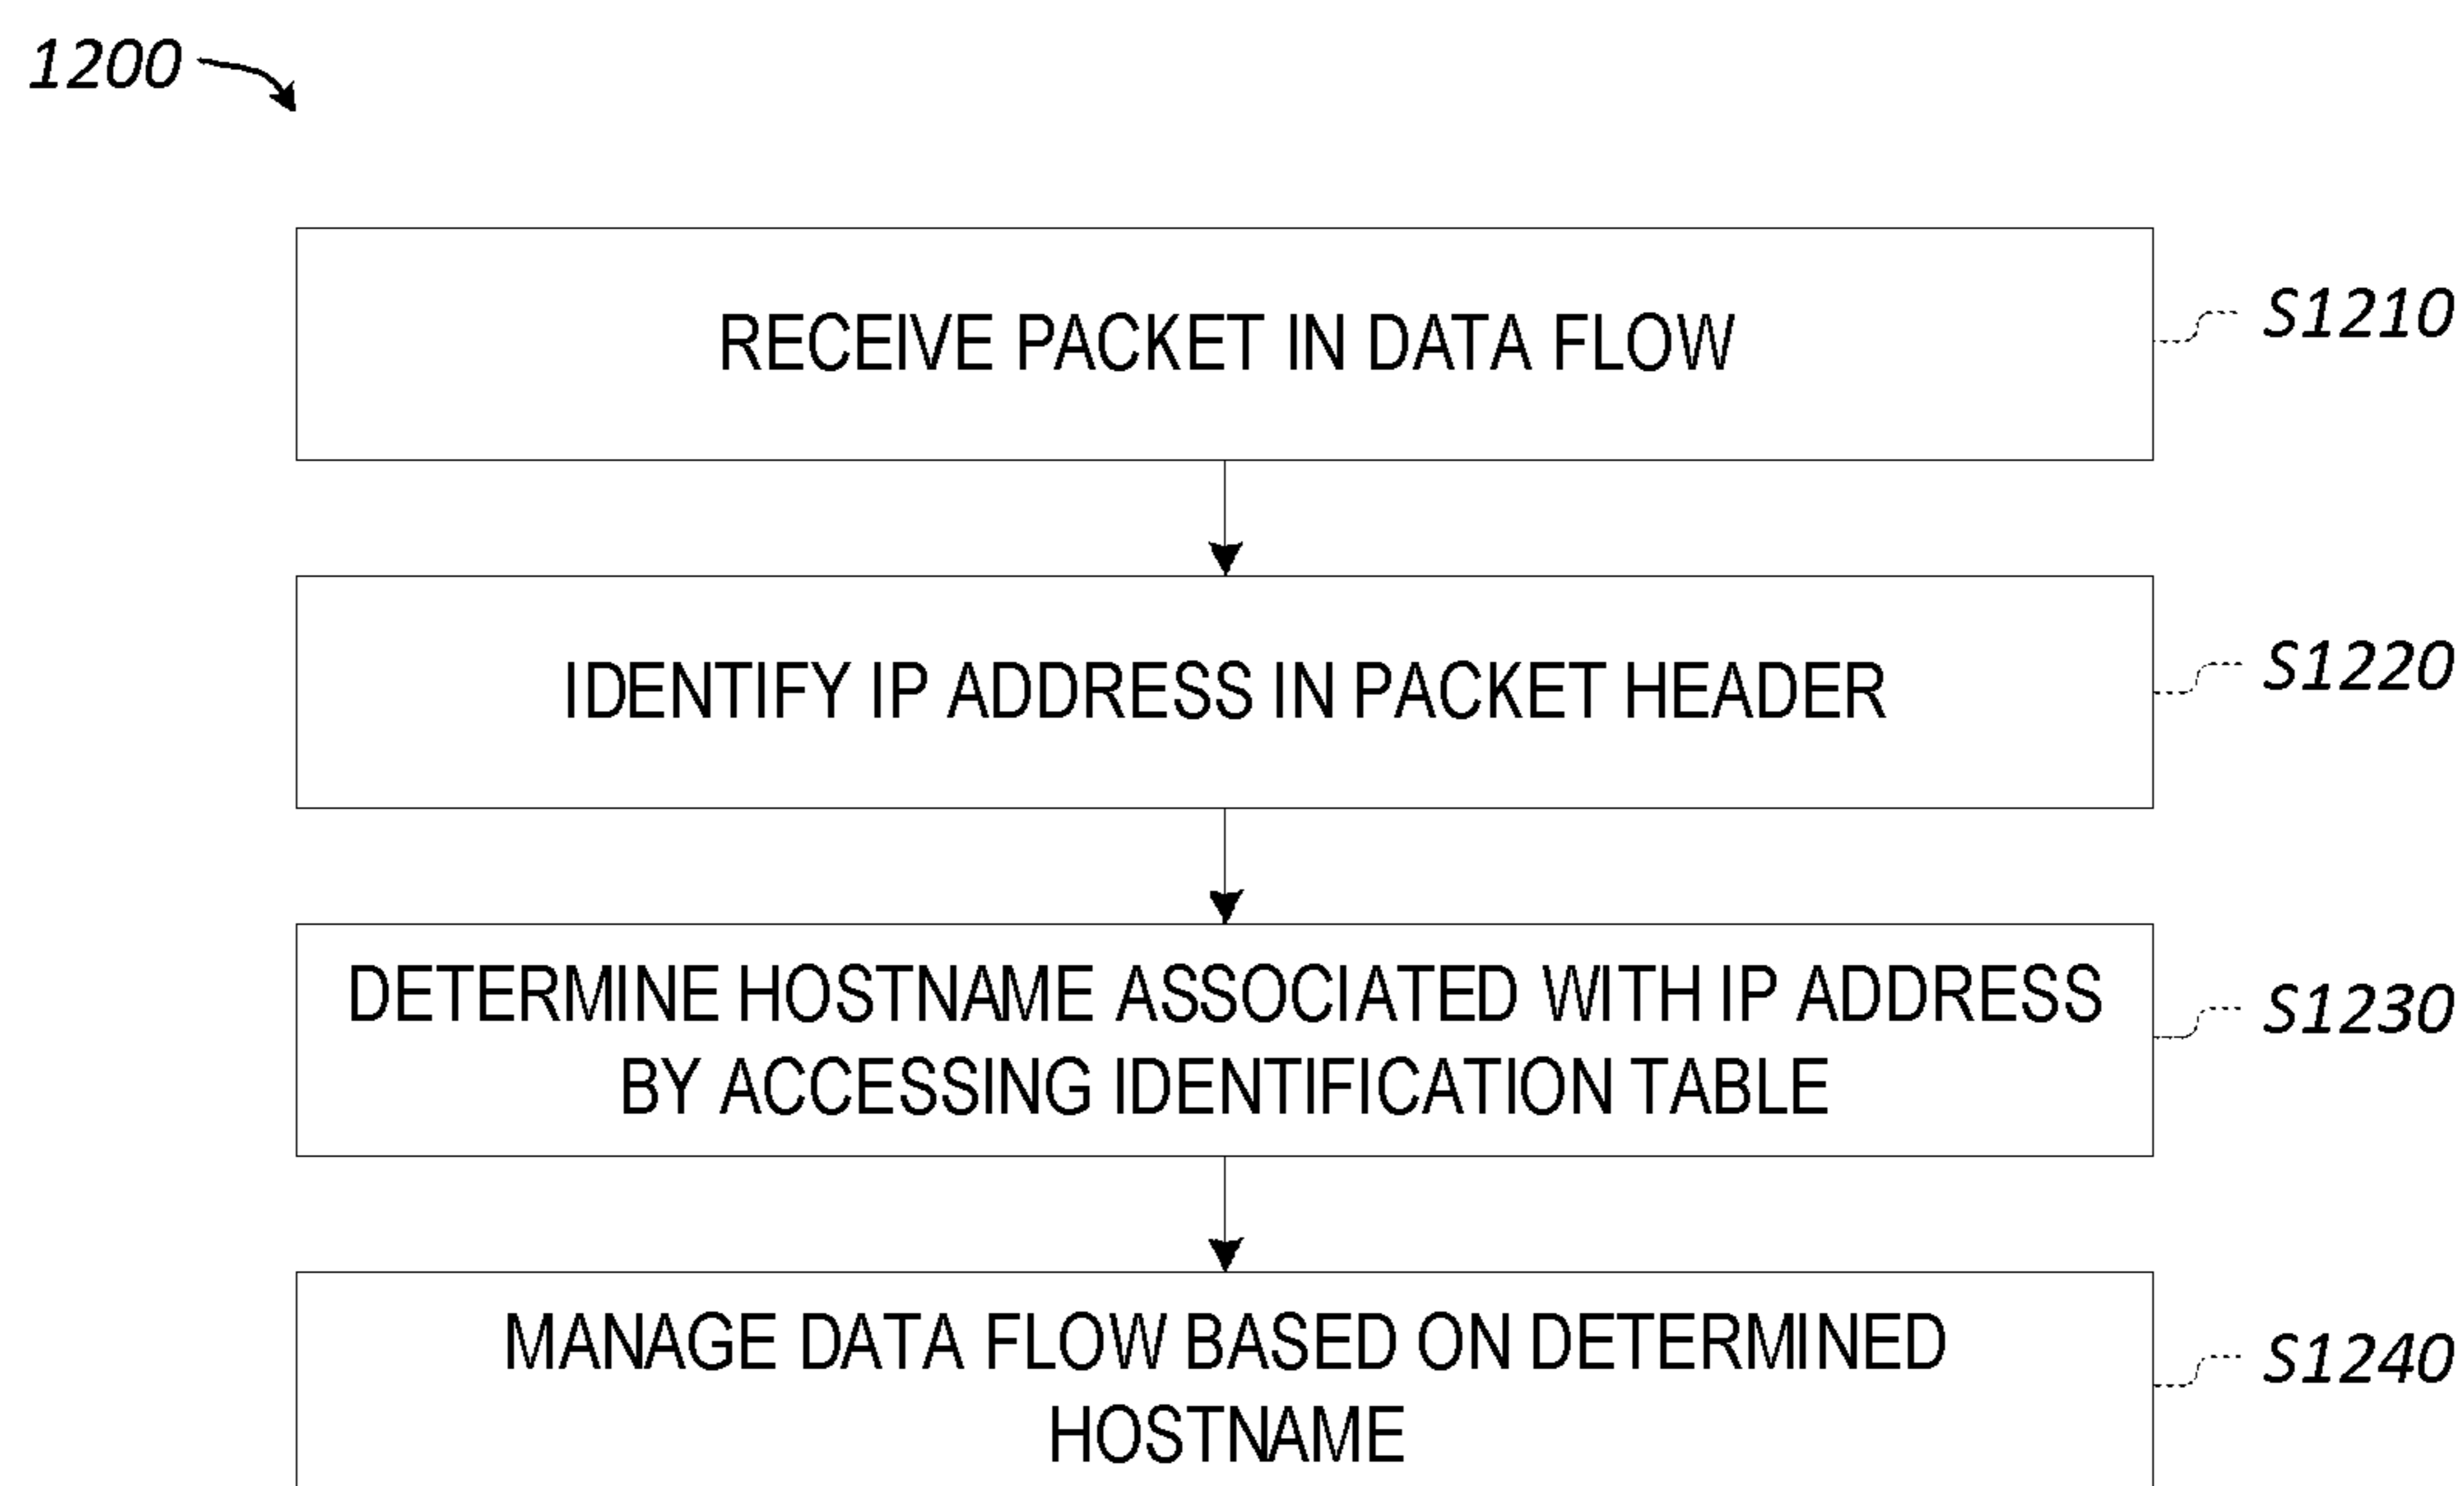 1200
RECEIVE PACKET IN DATA FLOW
S1210
IDENTIFY IP ADDRESS IN PACKET HEADER
S1220
DETERMINE HOSTNAME ASSOCIATED WITH IP ADDRESS
BY ACCESSING IDENTIFICATION TABLE
S1230
MANAGE DATA FLOW BASED ON DETERMINED
HOSTNAME
S1240